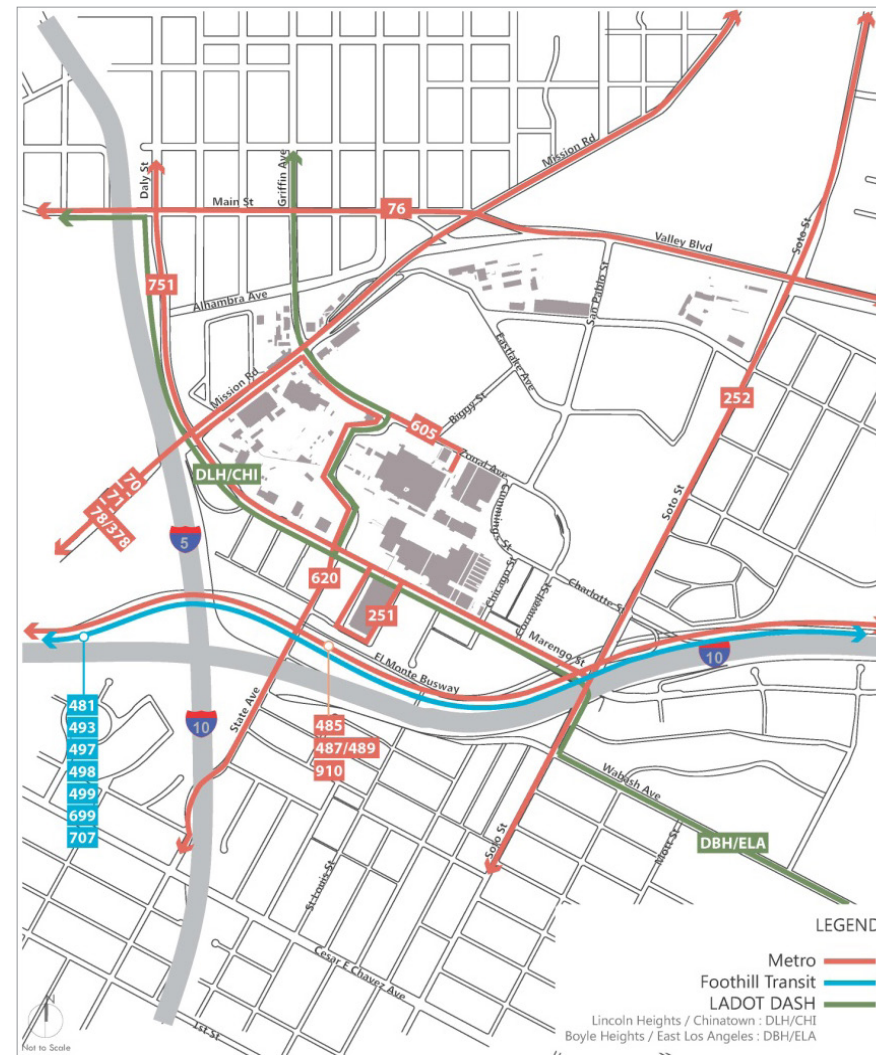 Mission Rd
Daly St
Griffin Ave
Main St
76
Soto St
Valley Blvd
San Pablo St
751
Alhambra Ave
Mission Rd
Eastlake Ave
Biggy St
252
605
Zonal Ave
DLH/CHI
70
71
78/378
Soto St
5
Cummings St
620
Chicago St
Cornwell St
Charlotte St
251
Marengo St
10
El Monte Busway
481
493
497
498
499
699
707
10
State Ave
485
487/489
910
Wabash Ave
Soto St
Mott St
DBH/ELA
St Louis St
Cesar E Chavez Ave
1st St
N
Not to Scale
LEGEND
Metro
Foothill Transit
LADOT DASH
Lincoln Heights / Chinatown : DLH/CHI
Boyle Heights / East Los Angeles : DBH/ELA